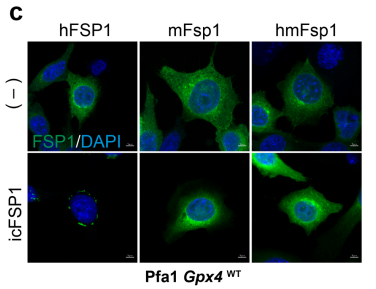 c
hFSP1 mFsp1 hmFsp1
(−)
FSP1/DAPI
icFSP1
Pfa1 Gpx4 WT